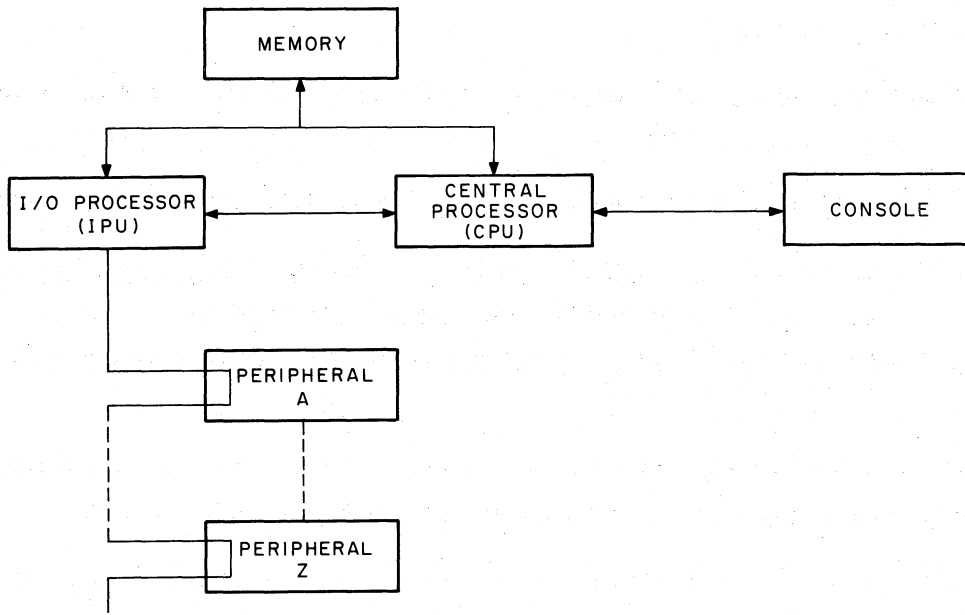 MEMORY
I/O PROCESSOR
(IPU)
CENTRAL
PROCESSOR
(CPU)
CONSOLE
PERIPHERAL
A
PERIPHERAL
Z